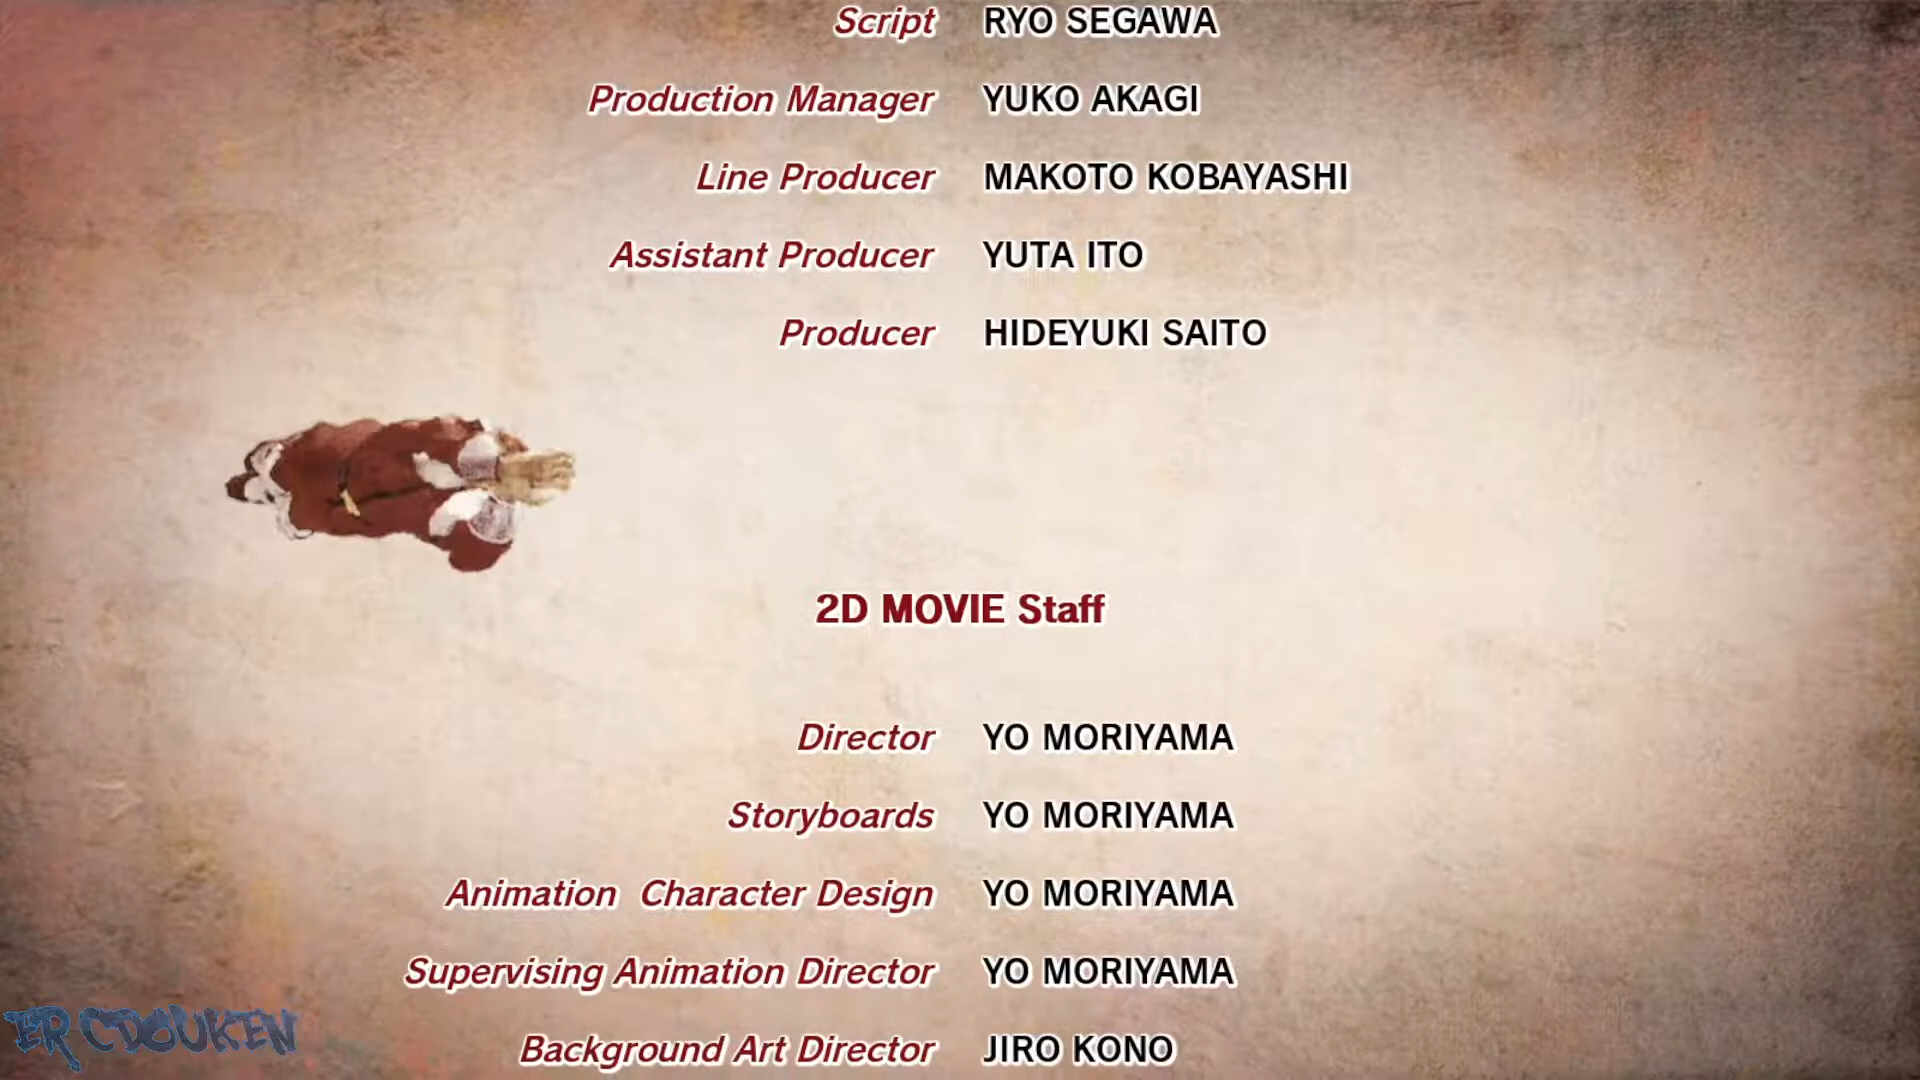 Script RYO SEGAWA
Production Manager YUKO AKAGI
Line Producer MAKOTO KOBAYASHI
Assistant Producer YUTA ITO
Producer HIDEYUKI SAITO
2D MOVIE Staff
Director YO MORIYAMA
Storyboards YO MORIYAMA
Animation Character Design YO MORIYAMA
Supervising Animation Director YO MORIYAMA
Background Art Director JIRO KONO
ER CDOUKEN